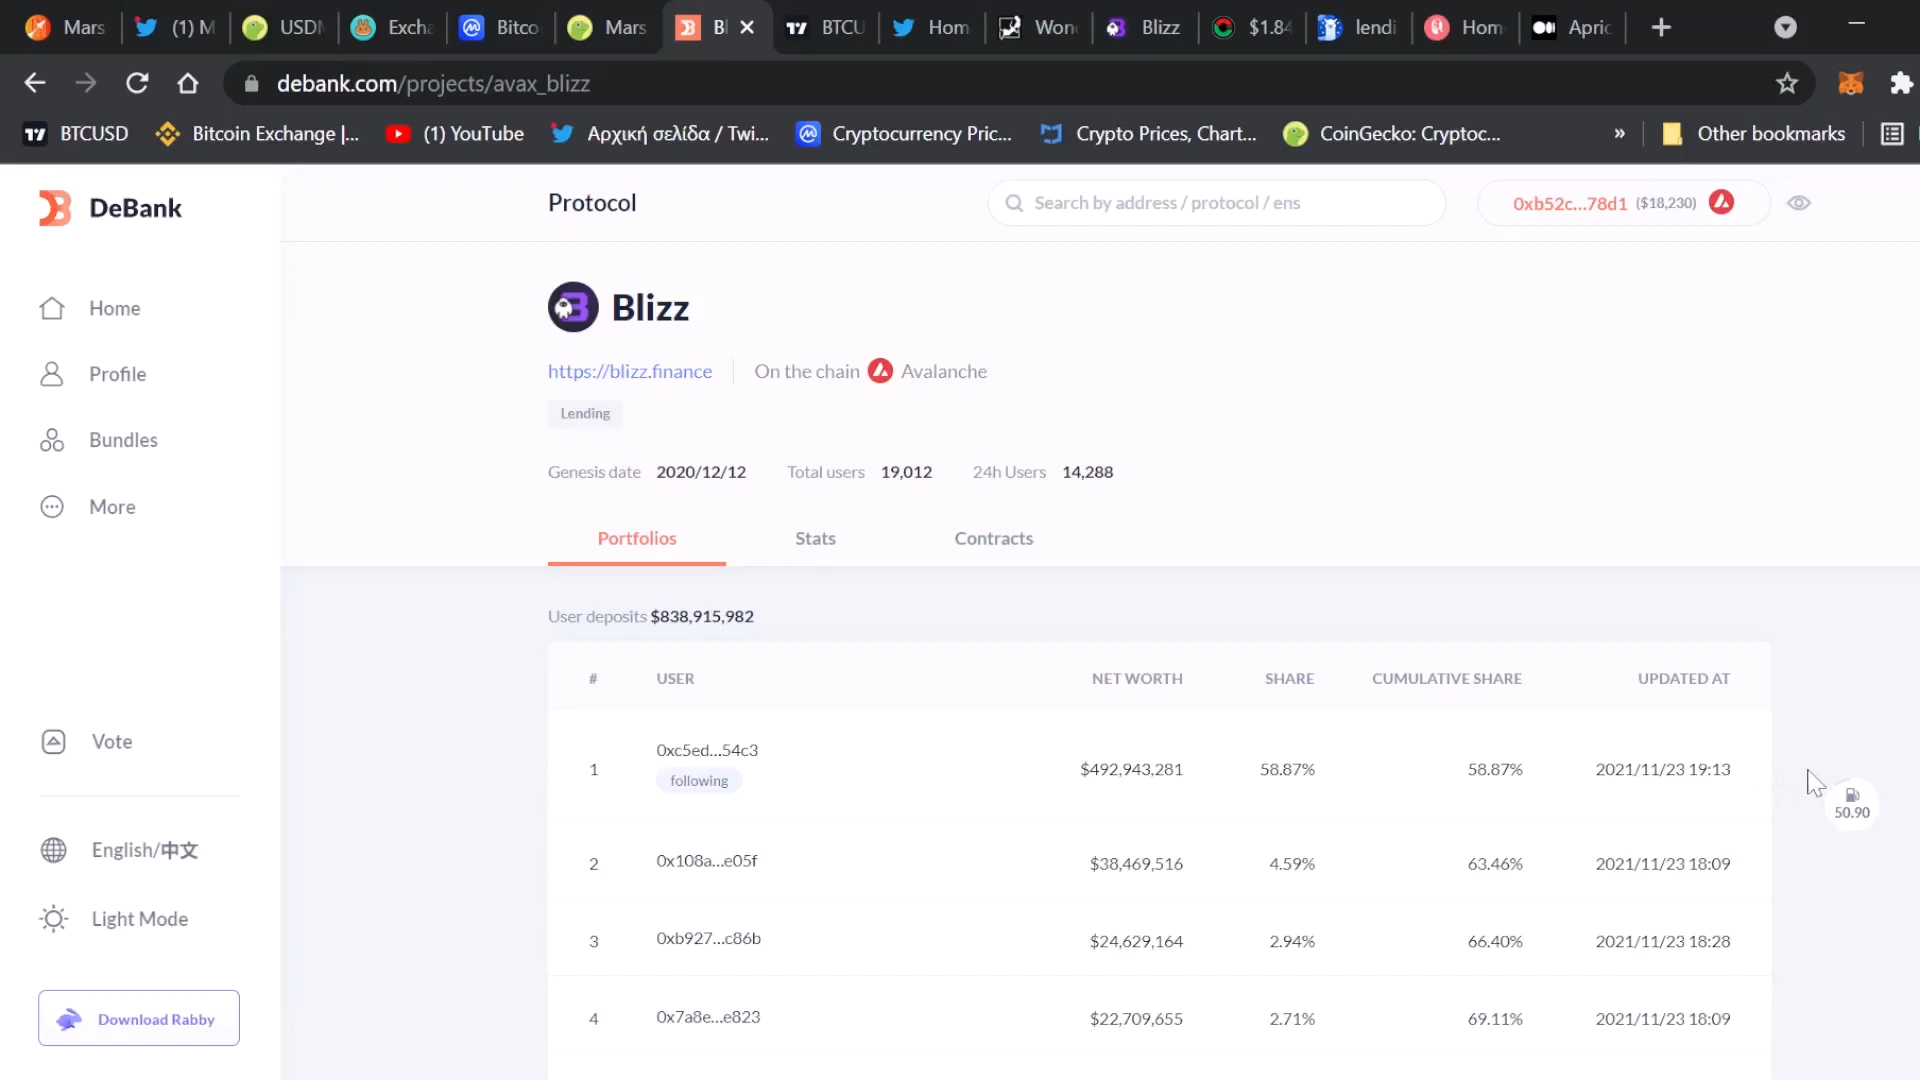 Mars
(1) M
USDM
Excha
Bitco
Mars
Bl
BTCU
Hom
Won
Blizz
$1.84
lendi
Hom
Apric
debank.com/projects/avax_blizz
BTCUSD
Bitcoin Exchange |...
(1) YouTube
Αρχική σελίδα / Twi...
Cryptocurrency Pric...
Crypto Prices, Chart...
CoinGecko: Cryptoc...
»
Other bookmarks
DeBank
Protocol
Search by address / protocol / ens
0xb52c...78d1 ($18,230)
Home
Profile
Bundles
More
Vote
English/中文
Light Mode
Download Rabby
Blizz
https://blizz.finance
On the chain Avalanche
Lending
Genesis date 2020/12/12 Total users 19,012 24h Users 14,288
Portfolios Stats Contracts
User deposits $838,915,982
# USER NET WORTH SHARE CUMULATIVE SHARE UPDATED AT
1 0xc5ed...54c3 $492,943,281 58.87% 58.87% 2021/11/23 19:13
following
2 0x108a...e05f $38,469,516 4.59% 63.46% 2021/11/23 18:09
3 0xb927...c86b $24,629,164 2.94% 66.40% 2021/11/23 18:28
4 0x7a8e...e823 $22,709,655 2.71% 69.11% 2021/11/23 18:09
50.90